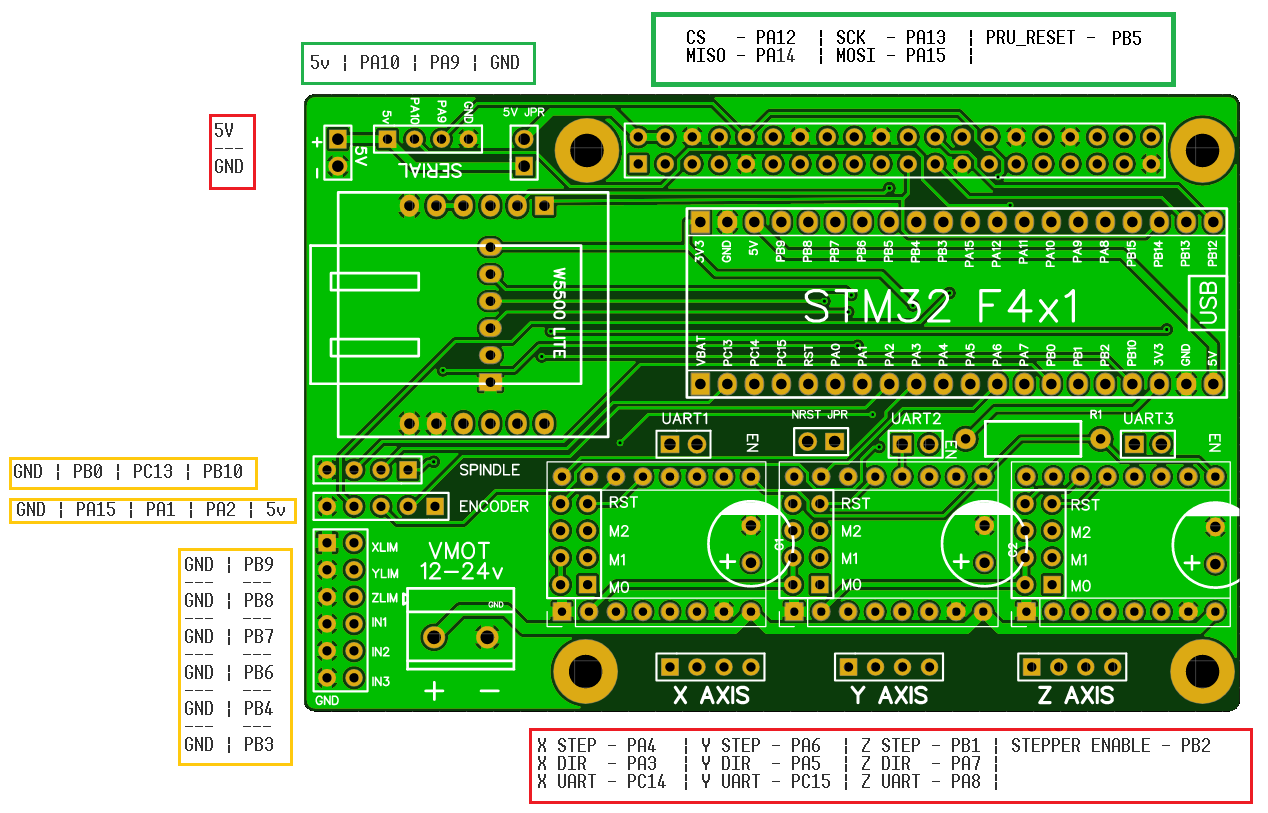 CS - PA12 | SCK - PA13 | PRU_RESET - PB5
MISO - PA14 | MOSI - PA15 |
5v | PA10 | PA9 | GND
5V
---
GND
5v PA10 PA9 GND
5V JPR
+
5V
-
SERIAL
W5500 LITE
3V3 GND 5V PB9 PB8 PB7 PB6 PB5 PB4 PB3 PA15 PA12 PA11 PA10 PA9 PA8 PB15 PB14 PB13 PB12
STM32 F4x1
USB
VBAT PC13 PC14 PC15 RST PA0 PA1 PA2 PA3 PA4 PA5 PA6 PA7 PB0 PB1 PB2 PB10 3V3 GND 5V
UART1
EN
NRST JPR
UART2
EN
R1
UART3
EN
GND | PB0 | PC13 | PB10
SPINDLE
GND | PA15 | PA1 | PA2 | 5v
ENCODER
GND | PB9
--- ---
GND | PB8
--- ---
GND | PB7
--- ---
GND | PB6
--- ---
GND | PB4
--- ---
GND | PB3
XLIM
YLIM
ZLIM
IN1
IN2
IN3
GND
VMOT
12-24v
GND
+ -
RST
M2
M1
M0
+
C1
RST
M2
M1
M0
+
C2
RST
M2
M1
M0
+
X AXIS
Y AXIS
Z AXIS
X STEP - PA4 | Y STEP - PA6 | Z STEP - PB1 | STEPPER ENABLE - PB2
X DIR - PA3 | Y DIR - PA5 | Z DIR - PA7 |
X UART - PC14 | Y UART - PC15 | Z UART - PA8 |